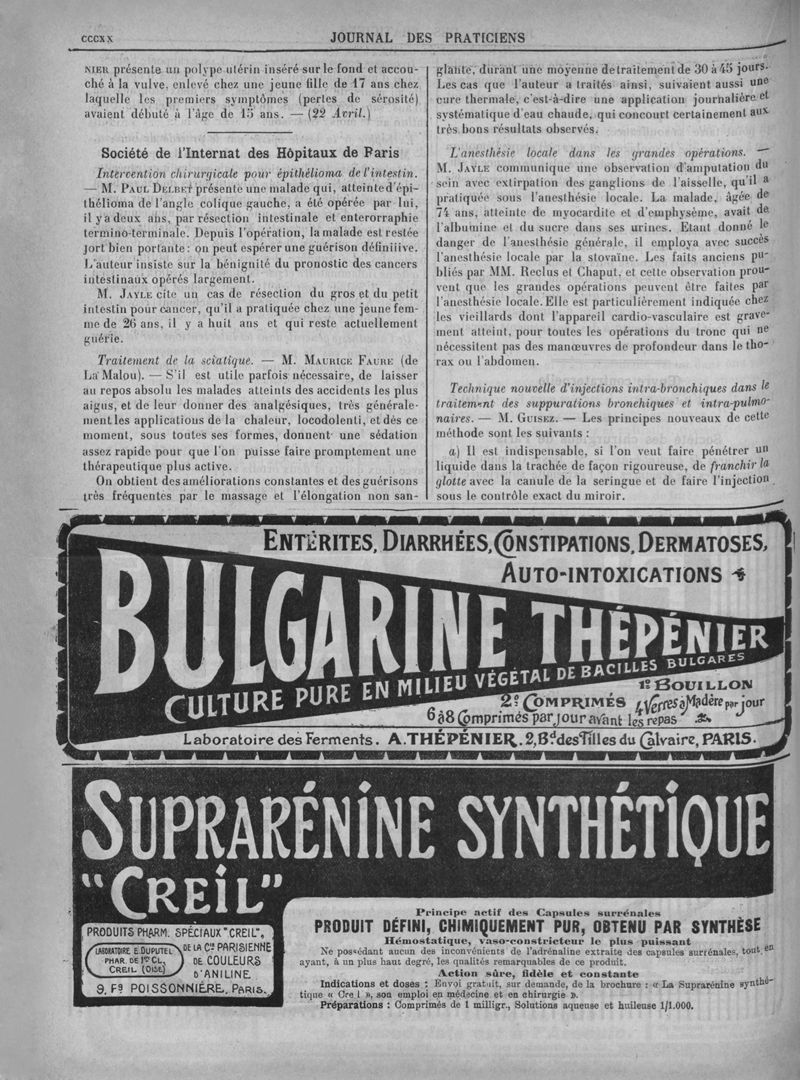 CCCXX
JOURNAL DES PRATICIENS
NIER présente un polype utérin inséré sur le fond et accou-
ché à la vulve, enlevé chez une jeune fille de 17 ans chez
laquelle les premiers symptômes (pertes de sérosité)
avaient débuté à l'âge de 15 ans. — (22 Avril.)
Société de l'Internat des Hôpitaux de Paris
Intervention chirurgicale pour épithélioma de l'intestin.
— M. PAUL DELBET présente une malade qui, atteinte d'épi-
thélioma de l'angle colique gauche, a été opérée par lui,
il y a deux ans, par résection intestinale et enterorraphie
termino-terminale. Depuis l'opération, la malade est restée
fort bien portante: on peut espérer une guérison définiiive.
L'auteur insiste sur la bénignité du pronostic des cancers
intestinaux opérés largement.
M. JAYLE cite un cas de résection du gros et du petit
intestin pour cancer, qu'il a pratiquée chez une jeune fem-
me de 26 ans, il y a huit ans et qui reste actuellement
guérie.
Traitement de la sciatique. — M. MAURICE FAURE (de
La Malou). — S'il est utile parfois nécessaire, de laisser
au repos absolu les malades atteints des accidents les plus
aigus, et de leur donner des analgésiques, très générale-
ment les applications de la chaleur, locodolenti, et dès ce
moment, sous toutes ses formes, donnent une sédation
assez rapide pour que l'on puisse faire promptement une
thérapeutique plus active.
On obtient des améliorations constantes et des guérisons
très fréquentes par le massage et l'élongation non san-
glante, durant une moyenne de traitement de 30 à 45 jours.
Les cas que l'auteur a traités ainsi, suivaient aussi une
cure thermale, c'est-à-dire une application journalière et
systématique d'eau chaude, qui concourt certainement aux
très bons résultats observés.
L'anesthésie locale dans les grandes opérations. —
M. JAYLE communique une observation d'amputation du
sein avec extirpation des ganglions de l'aisselle, qu'il a
pratiquée sous l'anesthésie locale. La malade, âgée de
74 ans, atteinte de myocardite et d'emphysème, avait de
l'albumine et du sucre dans ses urines. Etant donné le
danger de l'anesthésie générale, il employa avec succès
l'anesthésie locale par la stovaïne. Les faits anciens pu-
bliés par MM. Reclus et Chaput, et cette observation prou-
vent que les grandes opérations peuvent être faites par
l'anesthésie locale. Elle est particulièrement indiquée chez
les vieillards dont l'appareil cardio-vasculaire est grave-
ment atteint, pour toutes les opérations du tronc qui ne
nécessitent pas des manœuvres de profondeur dans le tho-
rax ou l'abdomen.
Technique nouvelle d'injections intra-bronchiques dans le
traitement des suppurations bronchiques et intra-pulmo-
naires. — M. GUISEZ. — Les principes nouveaux de cette
méthode sont les suivants :
a) Il est indispensable, si l'on veut faire pénétrer un
liquide dans la trachée de façon rigoureuse, de franchir la
glotte avec la canule de la seringue et de faire l'injection
sous le contrôle exact du miroir.
ENTÉRITES, DIARRHÉES, CONSTIPATIONS, DERMATOSES,
AUTO-INTOXICATIONS
BULGARINE THÉPÉNIER
CULTURE PURE EN MILIEU VÉGÉTAL DE BACILLES BULGARES
1º BOUILLON
2º COMPRIMÉS 4 Verres à Madère par jour
6 à 8 Comprimés par jour avant les repas
Laboratoire des Ferments. A. THÉPÉNIER. 2, Bd des Filles du Calvaire, PARIS.
SUPRARÉNINE SYNTHÉTIQUE
"CREIL"
PRODUITS PHARM. SPÉCIAUX "CREIL",
LABORATOIRE E. DUPUTEL
PHAR. DE 1re CL.
CREIL (OISE)
DE LA Cie PARISIENNE
DE COULEURS
D'ANILINE
9, Fg POISSONNIÈRE, PARIS.
Principe actif des Capsules surrénales
PRODUIT DÉFINI, CHIMIQUEMENT PUR, OBTENU PAR SYNTHÈSE
Hémostatique, vaso-constricteur le plus puissant
Ne possédant aucun des inconvénients de l'adrénaline extraite des capsules surrénales, tout en
ayant, à un plus haut degré, les qualités remarquables de ce produit.
Action sûre, fidèle et constante
Indications et doses : Envoi gratuit, sur demande, de la brochure : « La Suprarénine synthé-
tique « Cre l », son emploi en médecine et en chirurgie ».
Préparations : Comprimés de 1 milligr., Solutions aqueuse et huileuse 1/1.000.